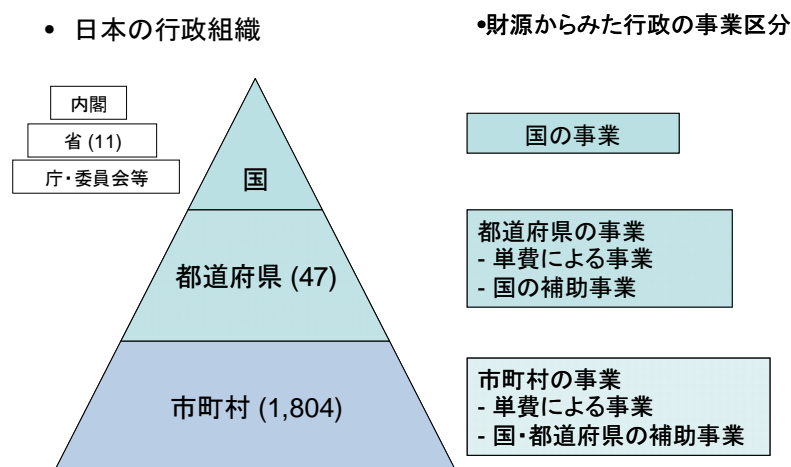 • 日本の行政組織
•財源からみた行政の事業区分
内閣
省 (11)
庁・委員会等
国
都道府県 (47)
市町村 (1,804)
国の事業
都道府県の事業
- 単費による事業
- 国の補助事業
市町村の事業
- 単費による事業
- 国・都道府県の補助事業